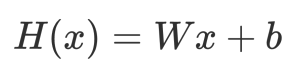 H(x) = Wx + b